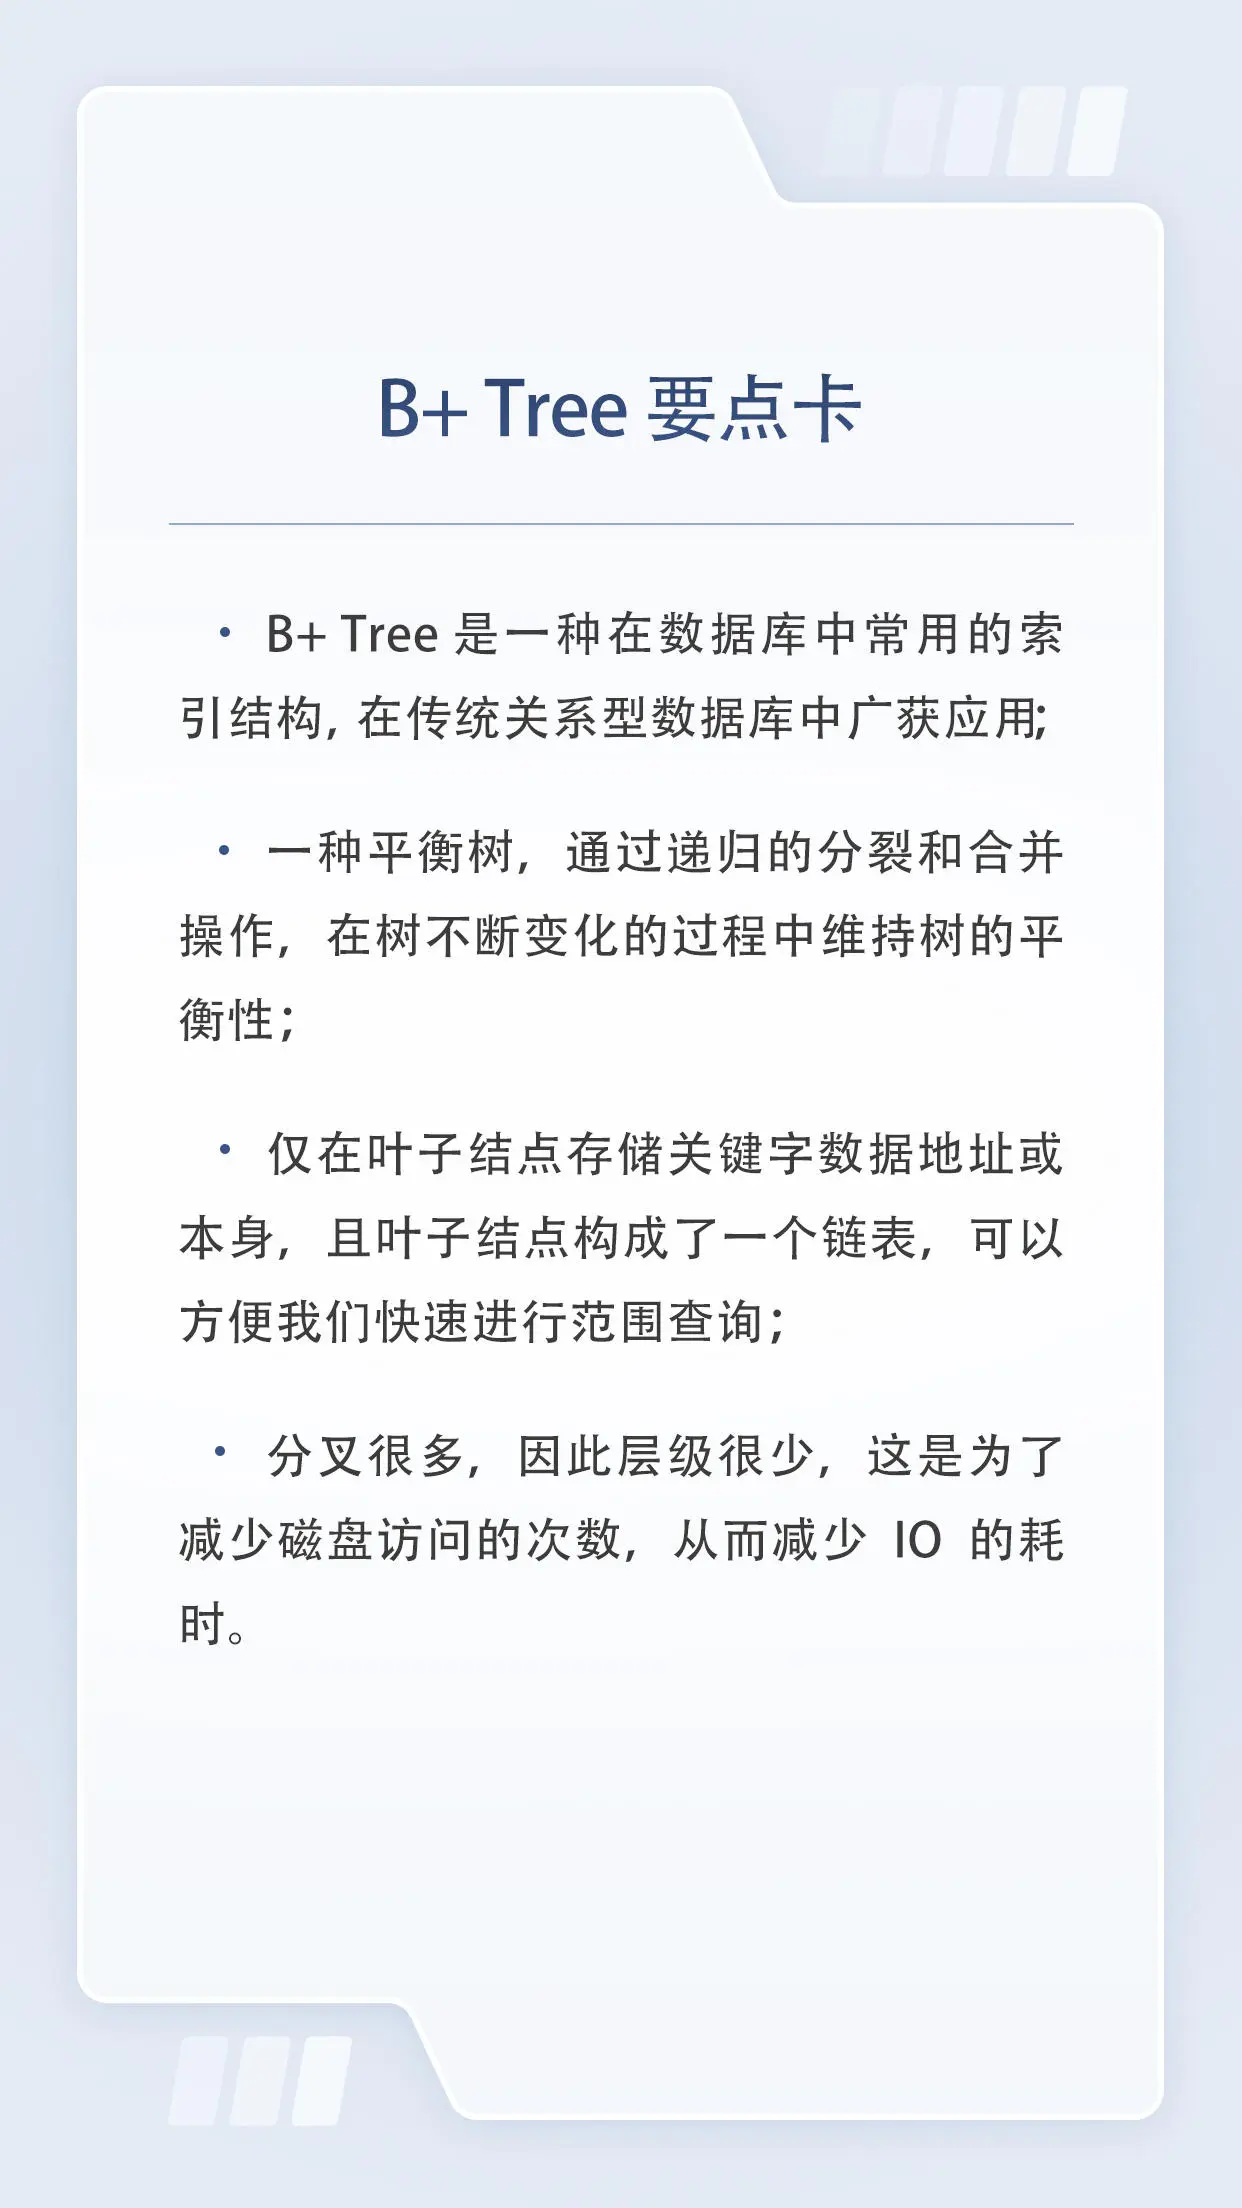 B+ Tree 要点卡
• B+ Tree 是一种在数据库中常用的索
引结构, 在传统关系型数据库中广获应用;
• 一种平衡树，通过递归的分裂和合并
操作，在树不断变化的过程中维持树的平
衡性；
• 仅在叶子结点存储关键字数据地址或
本身，且叶子结点构成了一个链表，可以
方便我们快速进行范围查询；
• 分叉很多，因此层级很少，这是为了
减少磁盘访问的次数，从而减少 IO 的耗
时。